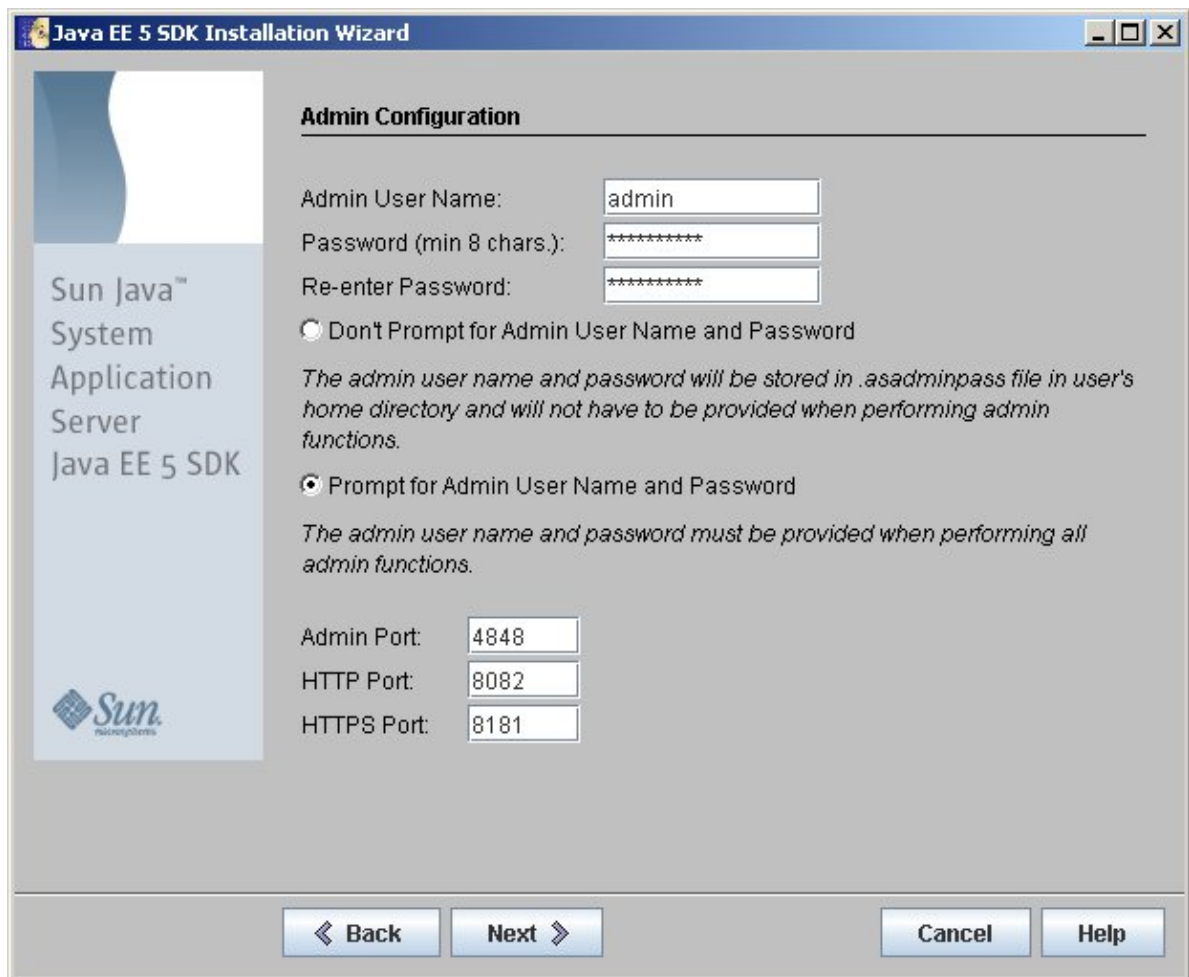 Java EE 5 SDK Installation Wizard
Sun Java™
System
Application
Server
Java EE 5 SDK
Sun
microsystems
Admin Configuration
Admin User Name: admin
Password (min 8 chars.): **********
Re-enter Password: **********
Don't Prompt for Admin User Name and Password
The admin user name and password will be stored in .asadminpass file in user's
home directory and will not have to be provided when performing admin
functions.
Prompt for Admin User Name and Password
The admin user name and password must be provided when performing all
admin functions.
Admin Port: 4848
HTTP Port: 8082
HTTPS Port: 8181
Back Next Cancel Help